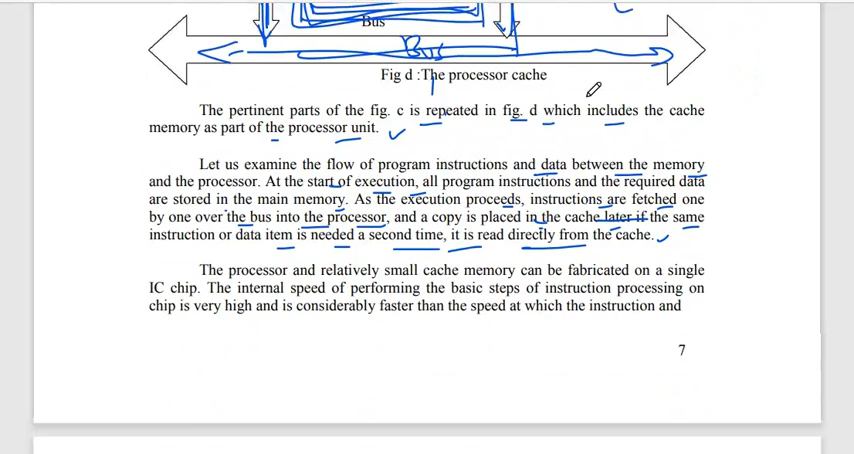 Bus
Bus
Fig d :The processor cache
The pertinent parts of the fig. c is repeated in fig. d which includes the cache
memory as part of the processor unit.
Let us examine the flow of program instructions and data between the memory
and the processor. At the start of execution, all program instructions and the required data
are stored in the main memory. As the execution proceeds, instructions are fetched one
by one over the bus into the processor, and a copy is placed in the cache later if the same
instruction or data item is needed a second time, it is read directly from the cache.
The processor and relatively small cache memory can be fabricated on a single
IC chip. The internal speed of performing the basic steps of instruction processing on
chip is very high and is considerably faster than the speed at which the instruction and
7